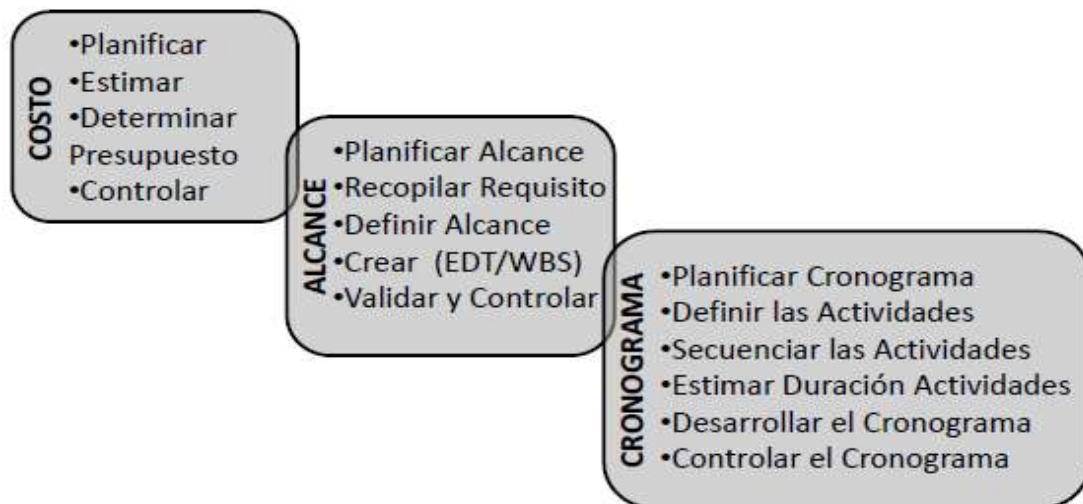 COSTO
•Planificar
•Estimar
•Determinar
Presupuesto
•Controlar
ALCANCE
•Planificar Alcance
•Recopilar Requisito
•Definir Alcance
•Crear (EDT/WBS)
•Validar y Controlar
CRONOGRAMA
•Planificar Cronograma
•Definir las Actividades
•Secuenciar las Actividades
•Estimar Duración Actividades
•Desarrollar el Cronograma
•Controlar el Cronograma